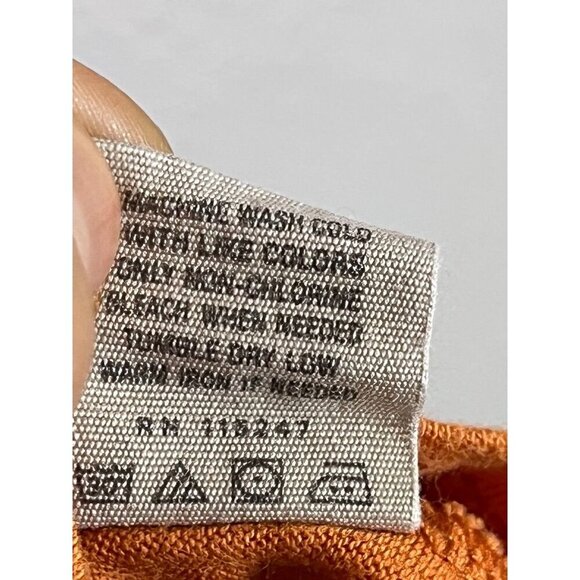 MACHINE WASH COLD
WITH LIKE COLORS
ONLY NON-CHLORINE
BLEACH WHEN NEEDED
TUMBLE DRY LOW
WARM IRON IF NEEDED
RN 115247
30°